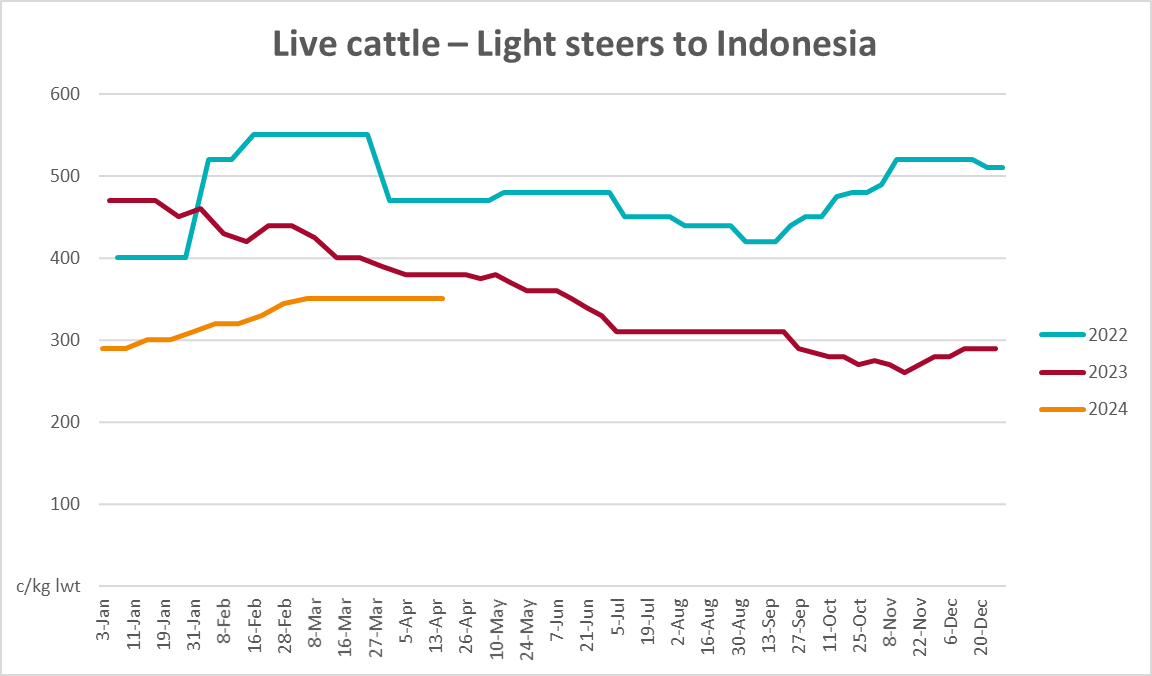 Live cattle – Light steers to Indonesia
600
500
400
300
200
100
c/kg lwt
3-Jan
11-Jan
19-Jan
31-Jan
8-Feb
16-Feb
28-Feb
8-Mar
16-Mar
27-Mar
5-Apr
13-Apr
26-Apr
10-May
24-May
7-Jun
21-Jun
5-Jul
19-Jul
2-Aug
16-Aug
30-Aug
13-Sep
27-Sep
11-Oct
25-Oct
8-Nov
22-Nov
6-Dec
20-Dec
2022
2023
2024